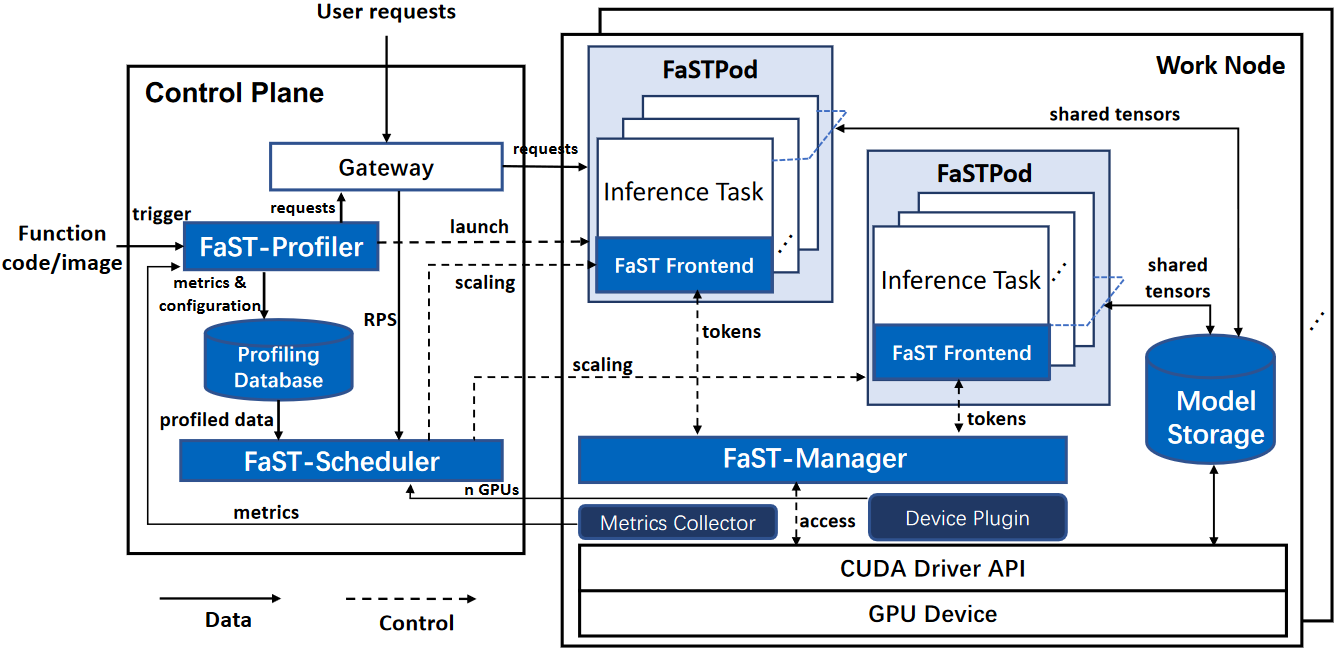 User requests
Control Plane
Gateway
requests
trigger
requests
Function
code/image
FaST-Profiler
launch
metrics &
configuration
scaling
RPS
Profiling
Database
profiled data
FaST-Scheduler
n GPUs
metrics
Data
Control
Work Node
FaSTPod
Inference Task
FaST Frontend
shared tensors
FaSTPod
Inference Task
FaST Frontend
shared
tensors
tokens
scaling
tokens
Model
Storage
FaST-Manager
Metrics Collector
access
Device Plugin
CUDA Driver API
GPU Device